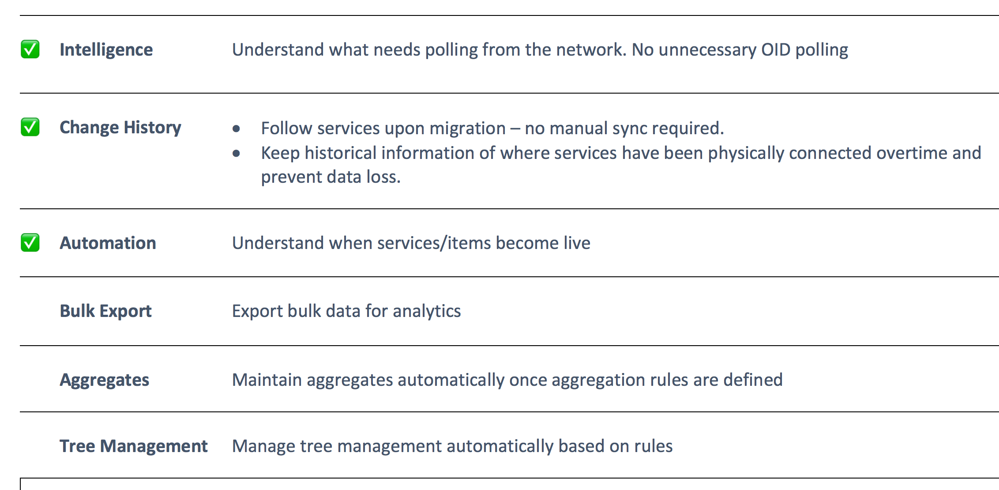 ✅ Intelligence Understand what needs polling from the network. No unnecessary OID polling
✅ Change History ● Follow services upon migration – no manual sync required.
● Keep historical information of where services have been physically connected overtime and
prevent data loss.
✅ Automation Understand when services/items become live
Bulk Export Export bulk data for analytics
Aggregates Maintain aggregates automatically once aggregation rules are defined
Tree Management Manage tree management automatically based on rules